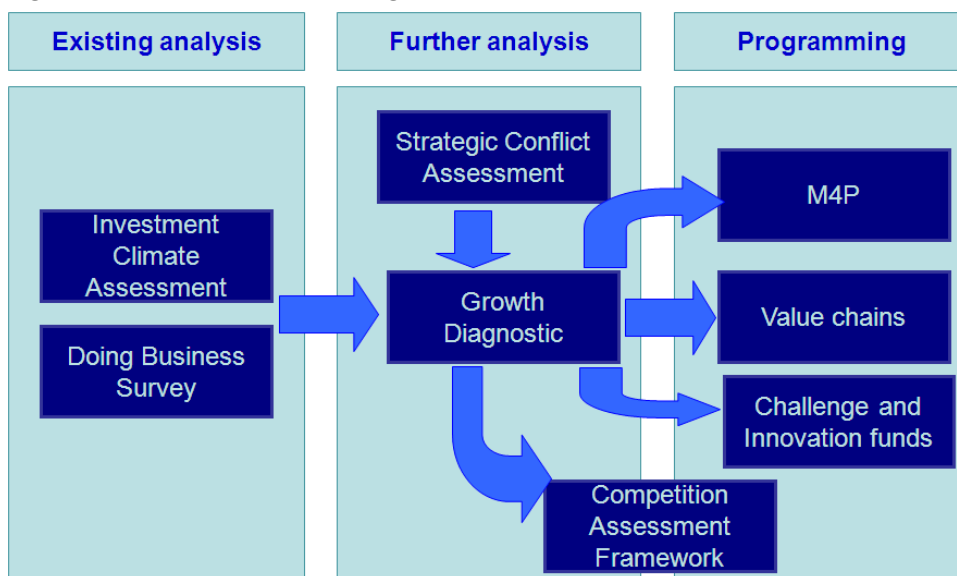 Existing analysis
Further analysis
Programming
Strategic Conflict
Assessment
M4P
Investment
Climate
Assessment
Growth
Diagnostic
Value chains
Doing Business
Survey
Challenge and
Innovation funds
Competition
Assessment
Framework